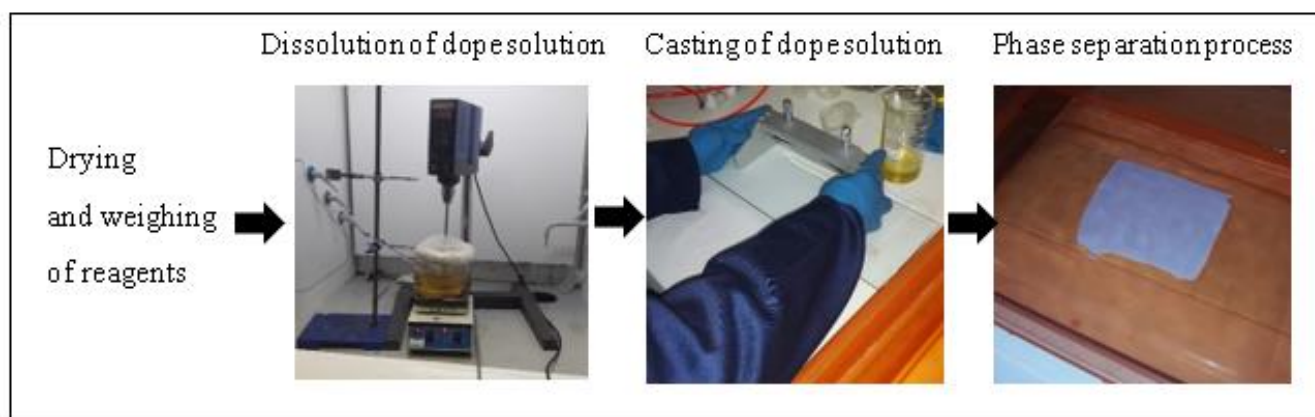 Dissolution of dope solution
Casting of dope solution
Phase separation process
Drying
and weighing
of reagents